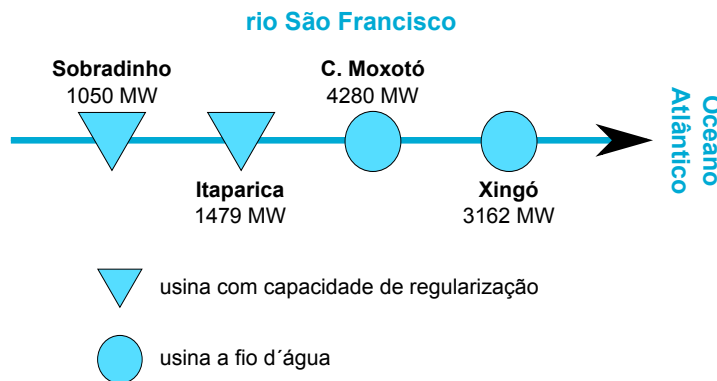 rio São Francisco
Sobradinho
1050 MW
C. Moxotó
4280 MW
Itaparica
1479 MW
Xingó
3162 MW
Oceano
Atlântico
usina com capacidade de regularização
usina a fio d´água